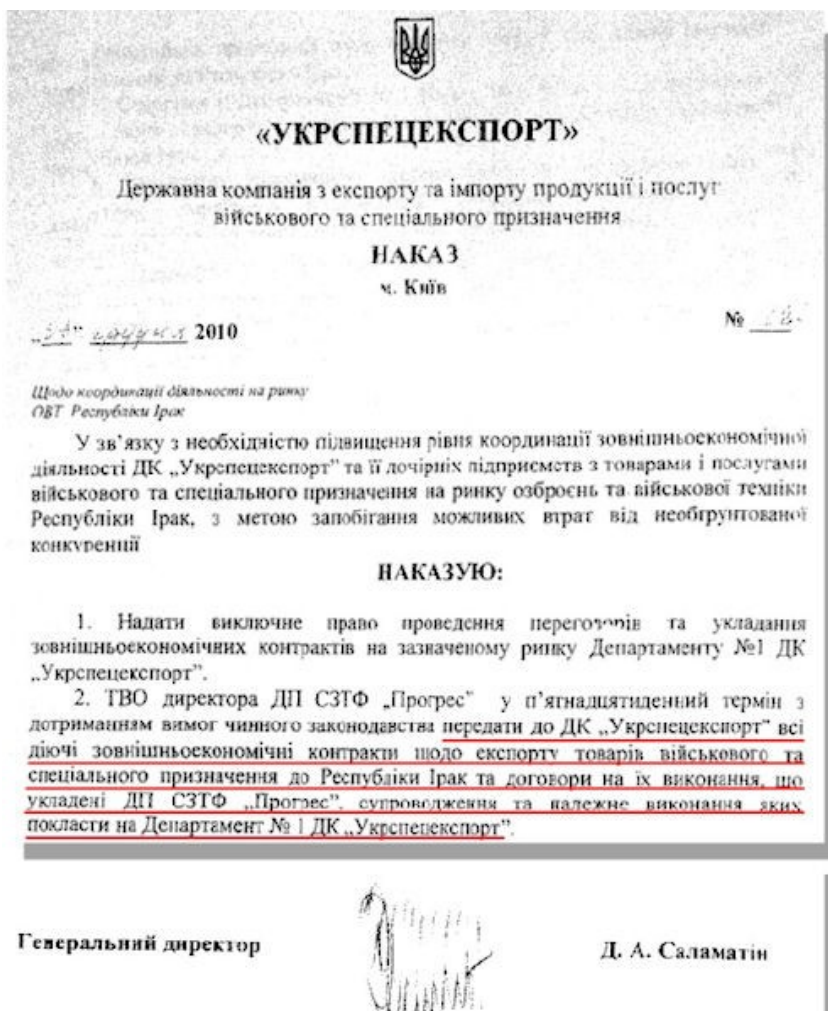 «УКРСПЕЦЕКСПОРТ»
Державна компанія з експорту та імпорту продукції і послуг
військового та спеціального призначення
НАКАЗ
м. Київ
грудня 2010
№
Щодо координації діяльності на ринку
ОВТ Республіки Ірак
У зв’язку з необхідністю підвищення рівня координації зовнішньоекономічної
діяльності ДК „Укрспецекспорт” та її дочірніх підприємств з товарами і послугами
військового та спеціального призначення на ринку озброєнь та військової техніки
Республіки Ірак, з метою запобігання можливих втрат від необґрунтованої
конкуренції
НАКАЗУЮ:
1. Надати виключне право проведення переговорів та укладання
зовнішньоекономічних контрактів на зазначеному ринку Департаменту №1 ДК
„Укрспецекспорт”.
2. ТВО директора ДП СЗТФ „Прогрес” у п’ятнадцятиденний термін з
дотриманням вимог чинного законодавства передати до ДК „Укрспецекспорт” всі
діючі зовнішньоекономічні контракти щодо експорту товарів військового та
спеціального призначення до Республіки Ірак та договори на їх виконання, що
укладені ДП СЗТФ „Прогрес”, супроводження та належне виконання яких
покласти на Департамент № 1 ДК „Укрспецекспорт”.
Генеральний директор
Д. А. Саламатін